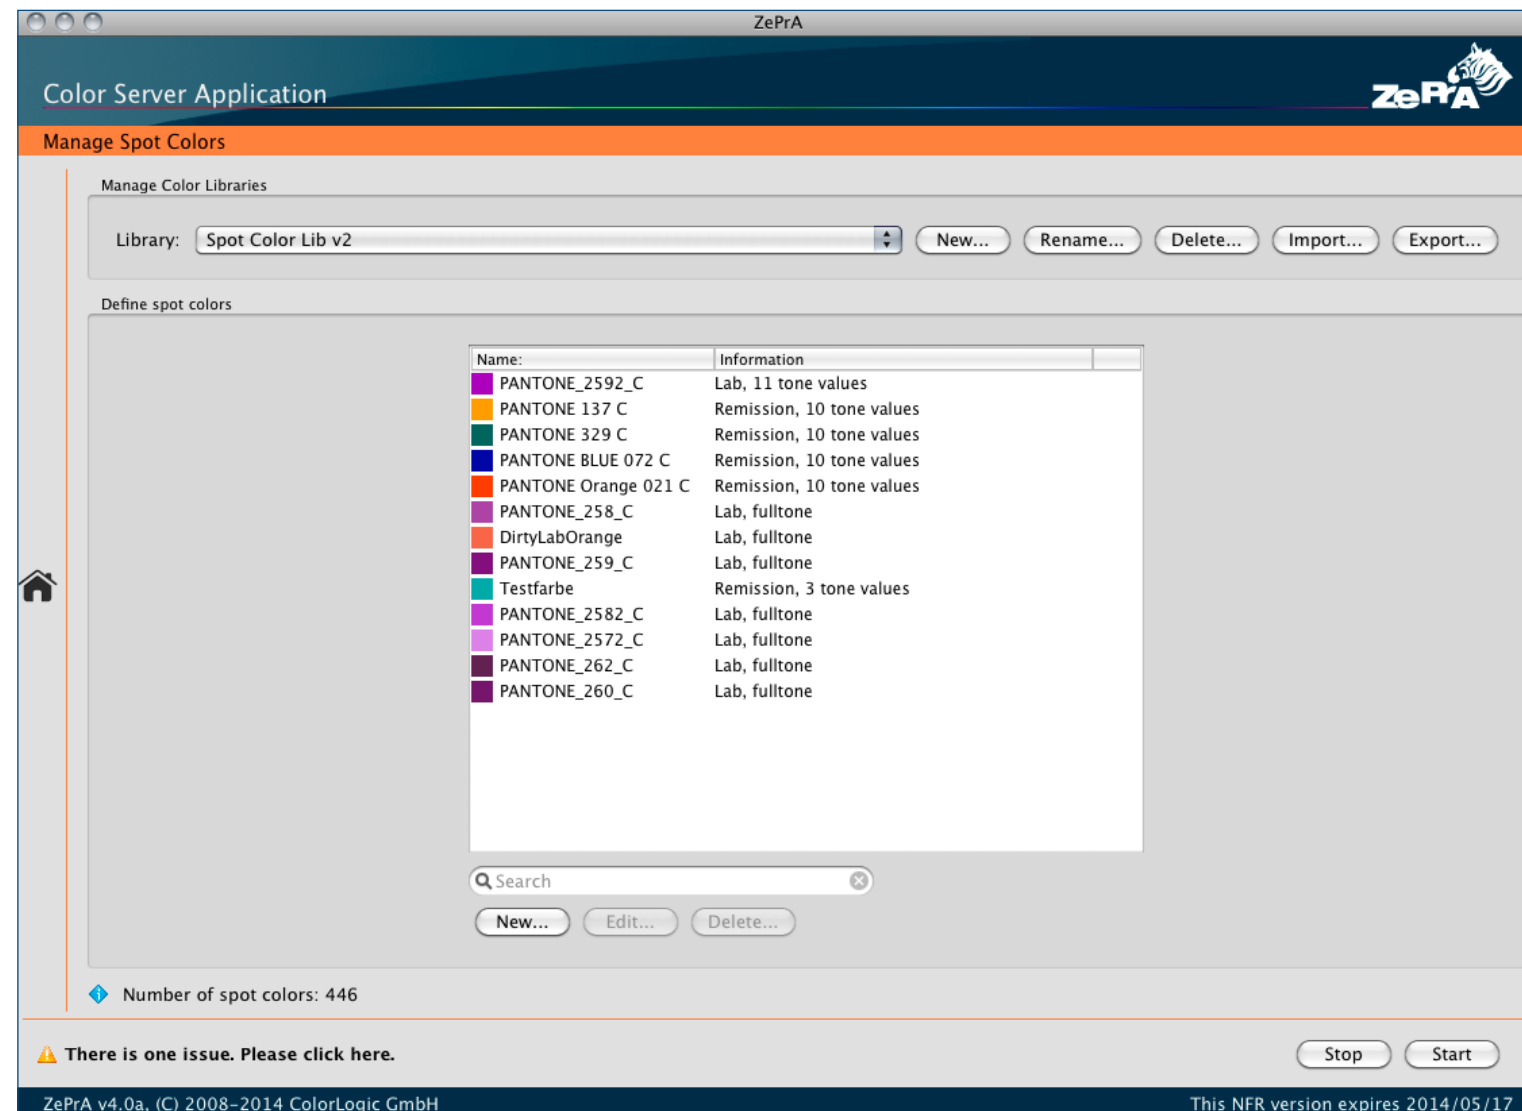 ZePrA
Color Server Application
ZePrA
Manage Spot Colors
Manage Color Libraries
Library: Spot Color Lib v2 New... Rename... Delete... Import... Export...
Define spot colors
Name: Information
PANTONE_2592_C Lab, 11 tone values
PANTONE 137 C Remission, 10 tone values
PANTONE 329 C Remission, 10 tone values
PANTONE BLUE 072 C Remission, 10 tone values
PANTONE Orange 021 C Remission, 10 tone values
PANTONE_258_C Lab, fulltone
DirtyLabOrange Lab, fulltone
PANTONE_259_C Lab, fulltone
Testfarbe Remission, 3 tone values
PANTONE_2582_C Lab, fulltone
PANTONE_2572_C Lab, fulltone
PANTONE_262_C Lab, fulltone
PANTONE_260_C Lab, fulltone
Search
New... Edit... Delete...
Number of spot colors: 446
There is one issue. Please click here. Stop Start
ZePrA v4.0a, (C) 2008-2014 ColorLogic GmbH This NFR version expires 2014/05/17